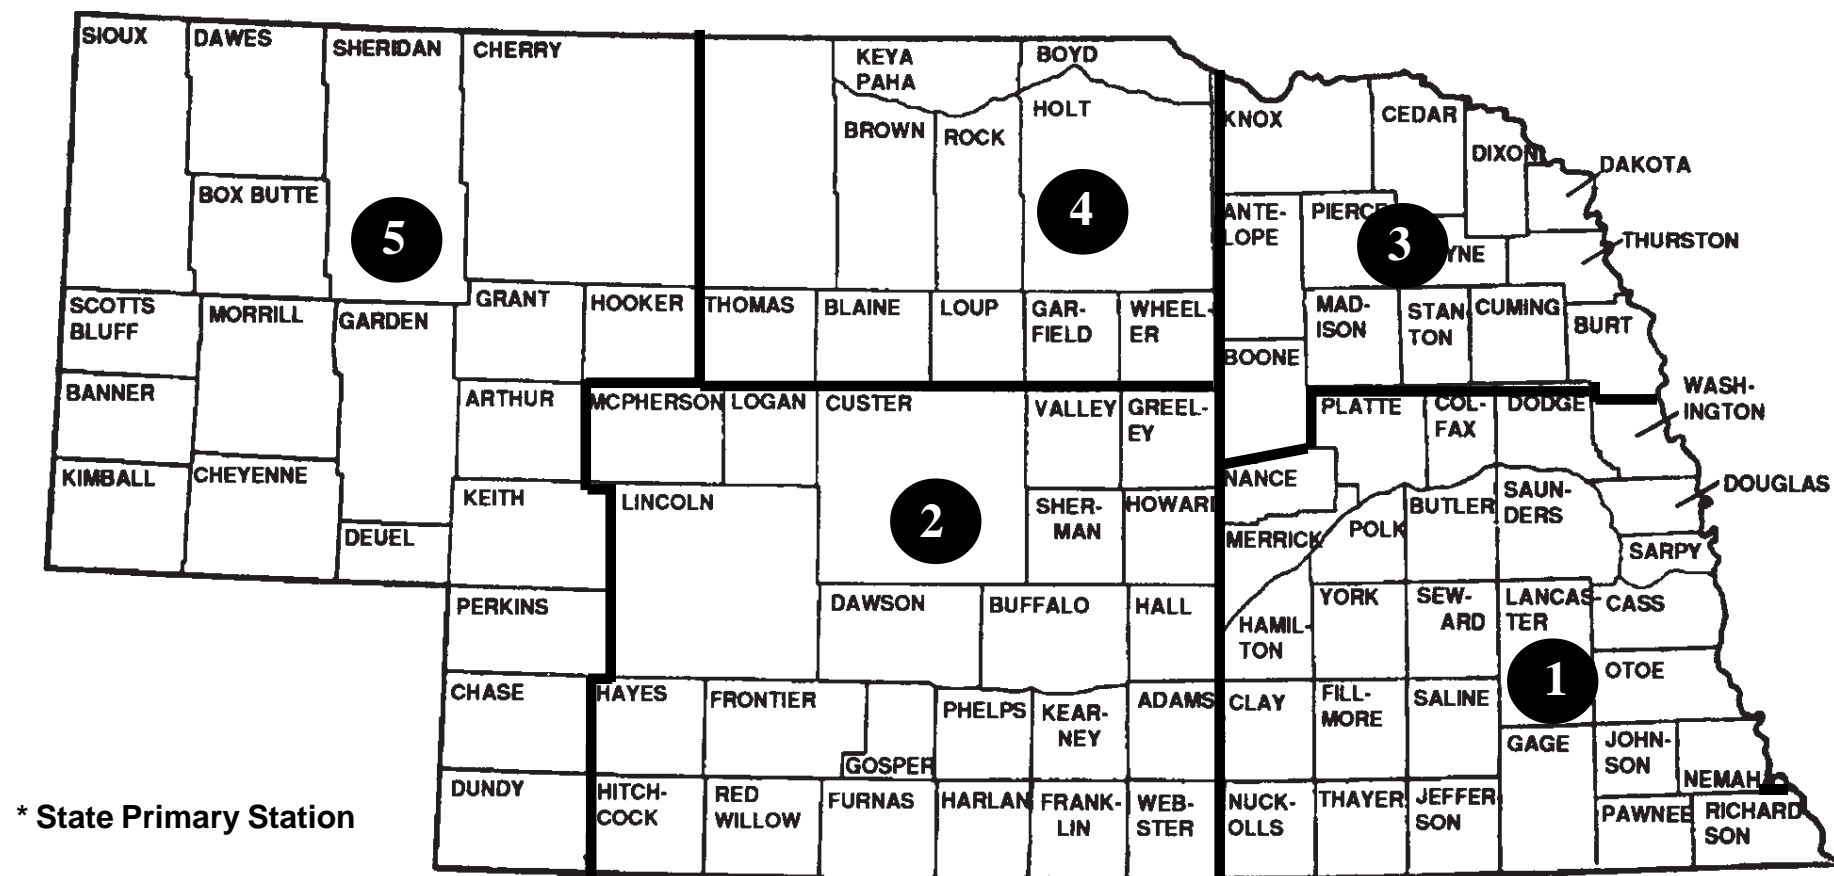 SIOUX
DAWES
SHERIDAN
CHERRY
KEYA
PAHA
BOYD
HOLT
BROWN
ROCK
KNOX
CEDAR
DIXON
DAKOTA
BOX BUTTE
5
4
ANTE-
LOPE
PIERCE
3
YNE
THURSTON
SCOTTS
BLUFF
MORRILL
GARDEN
GRANT
HOOKER
THOMAS
BLAINE
LOUP
GAR-
FIELD
WHEEL-
ER
MAD-
ISON
STAN-
TON
CUMING
BURT
BOONE
BANNER
ARTHUR
MCPHERSON
LOGAN
CUSTER
VALLEY
GREEL-
EY
PLATTE
COL-
FAX
DODGE
WASH-
INGTON
KIMBALL
CHEYENNE
KEITH
LINCOLN
2
SHER-
MAN
HOWARD
NANCE
BUTLER
SAUN-
DERS
DOUGLAS
DEUEL
MERRICK
POLK
SARPY
PERKINS
DAWSON
BUFFALO
HALL
HAMIL-
TON
YORK
SEW-
ARD
LANCAS-
TER
CASS
CHASE
HAYES
FRONTIER
PHELPS
KEAR-
NEY
ADAMS
CLAY
FILL-
MORE
SALINE
1
OTOE
GOSPER
GAGE
JOHN-
SON
NEMAHA
DUNDY
HITCH-
COCK
RED
WILLOW
FURNAS
HARLAN
FRANK-
LIN
WEB-
STER
NUCK-
OLLS
THAYER
JEFFER
SON
PAWNEE
RICHARD
SON
* State Primary Station